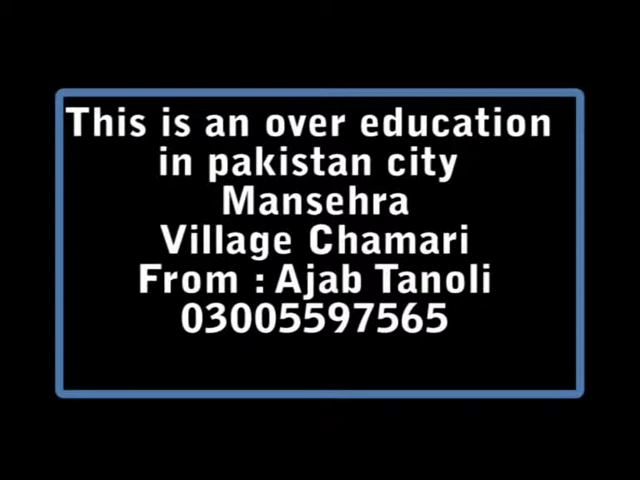 This is an over education
in pakistan city
Mansehra
Village Chamari
From : Ajab Tanoli
03005597565